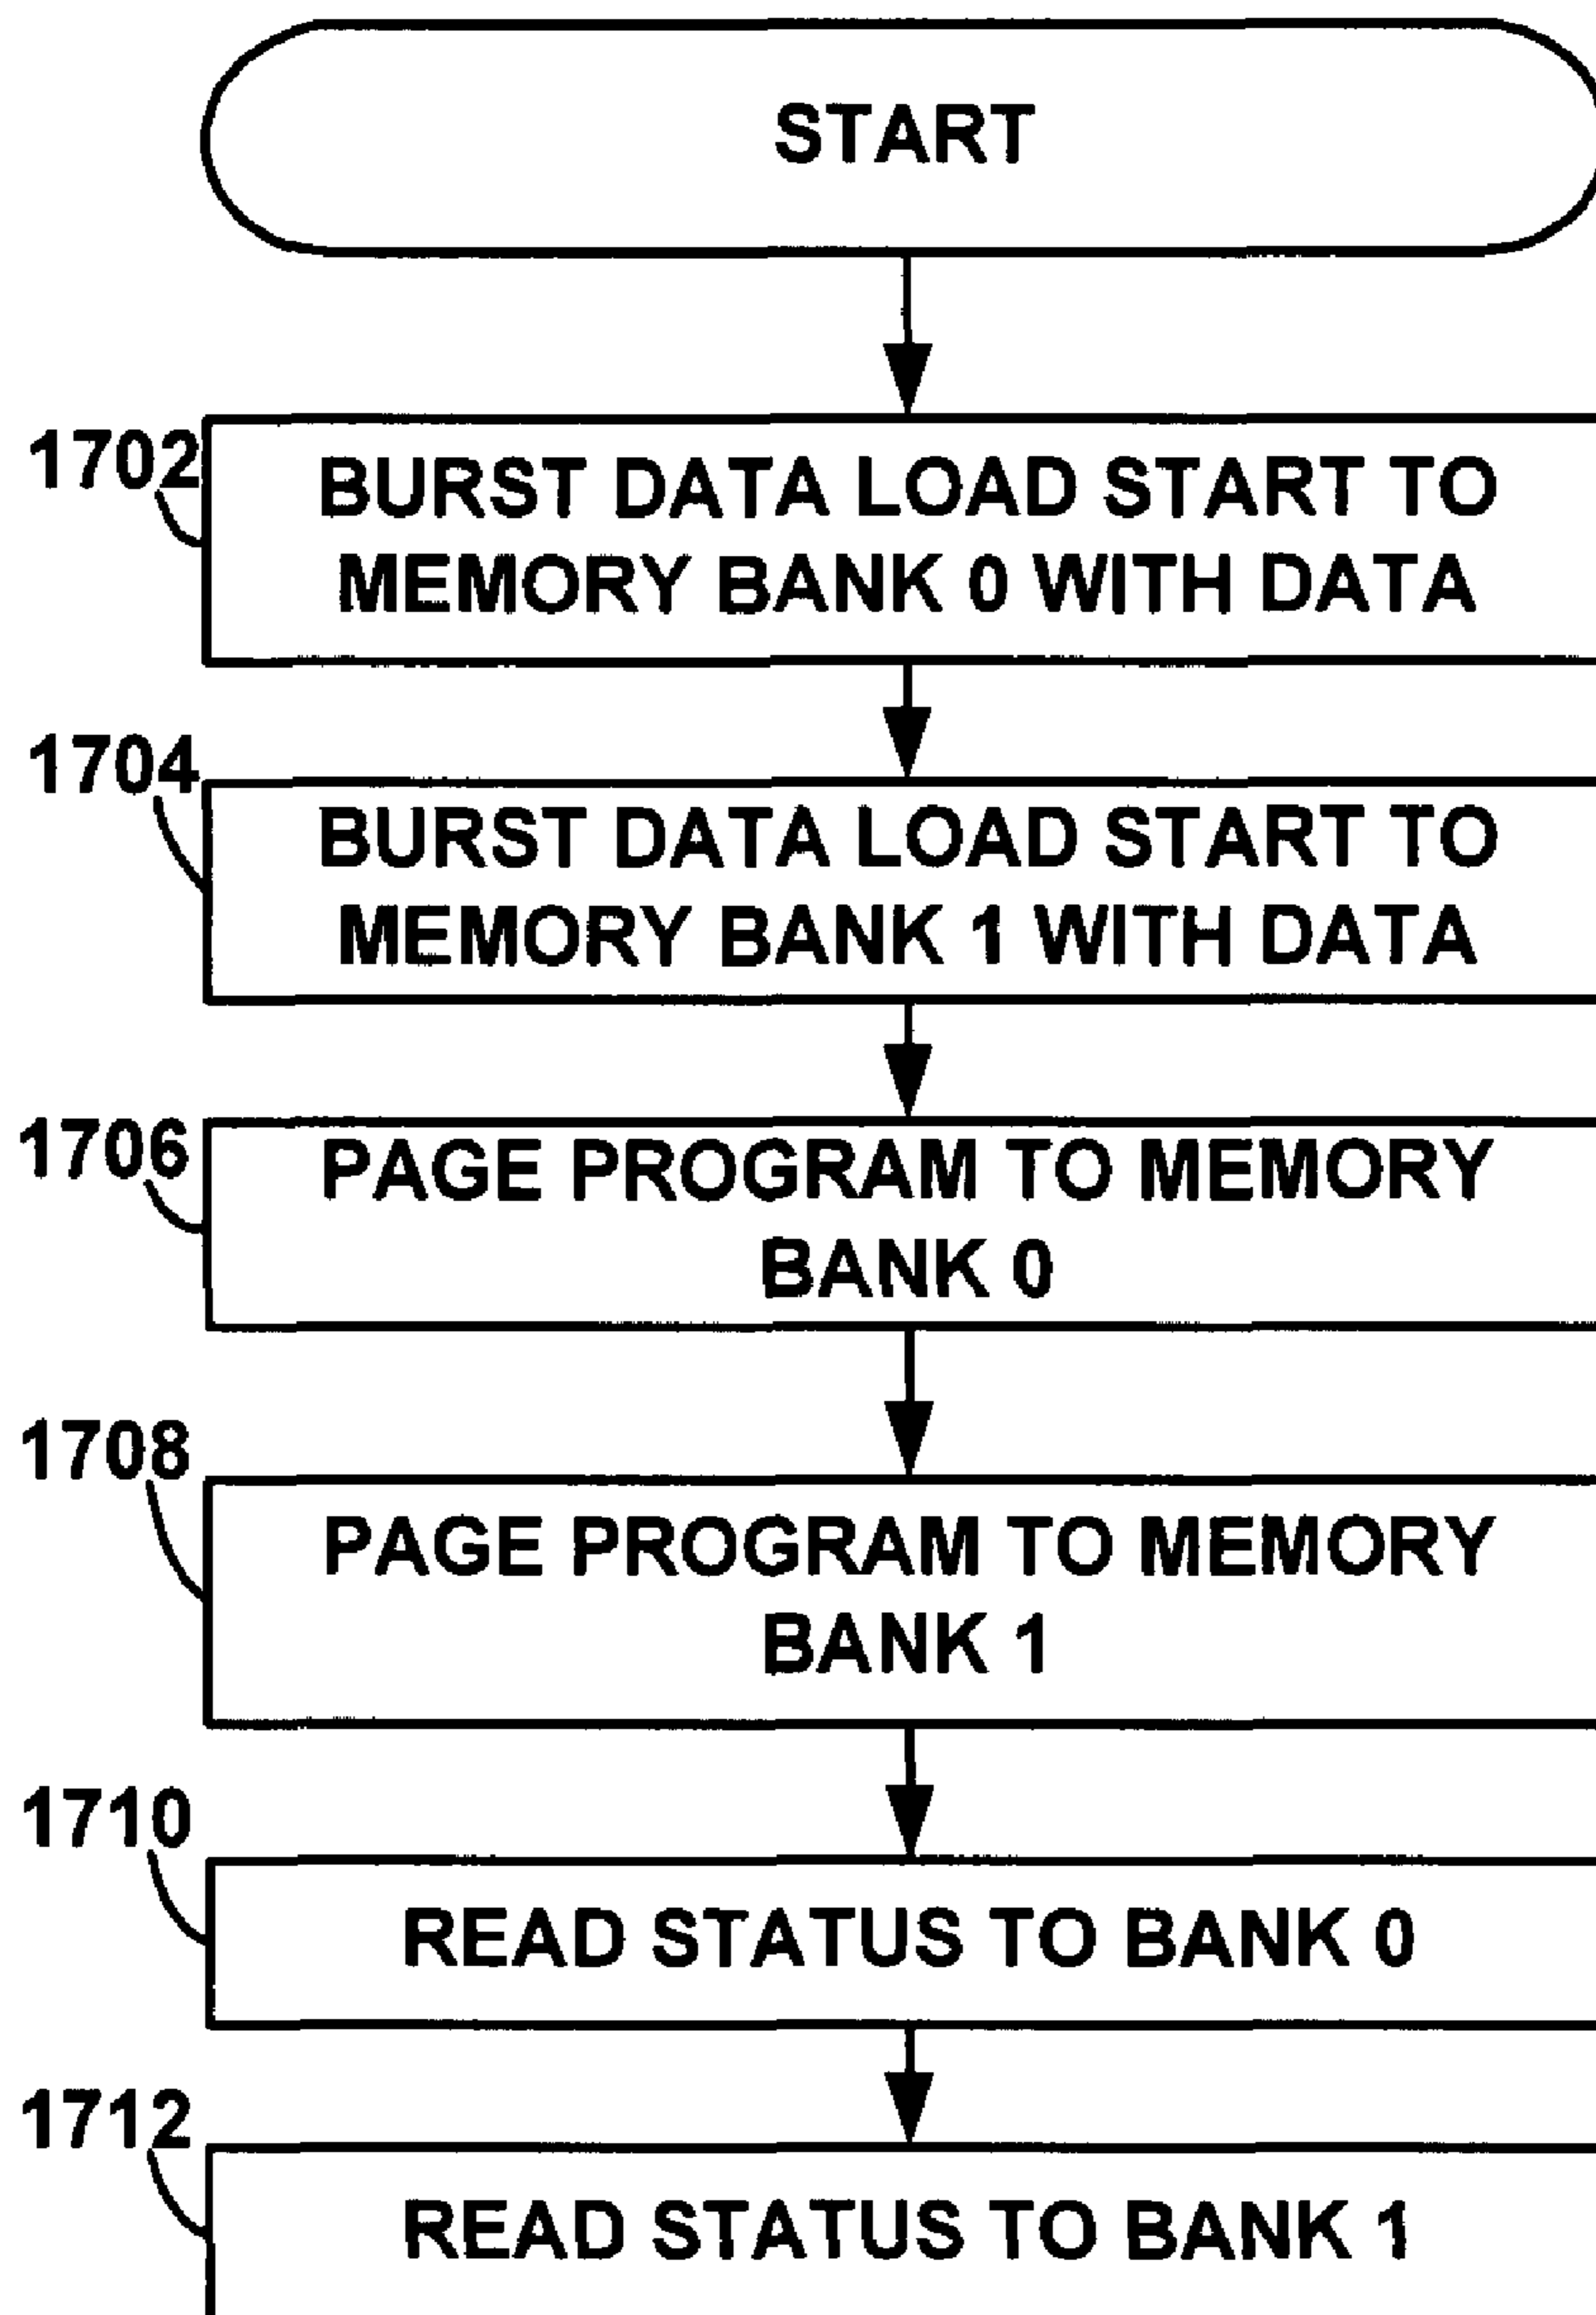 START
1702
BURST DATA LOAD START TO
MEMORY BANK 0 WITH DATA
1704
BURST DATA LOAD START TO
MEMORY BANK 1 WITH DATA
1706
PAGE PROGRAM TO MEMORY
BANK 0
1708
PAGE PROGRAM TO MEMORY
BANK 1
1710
READ STATUS TO BANK 0
1712
READ STATUS TO BANK 1